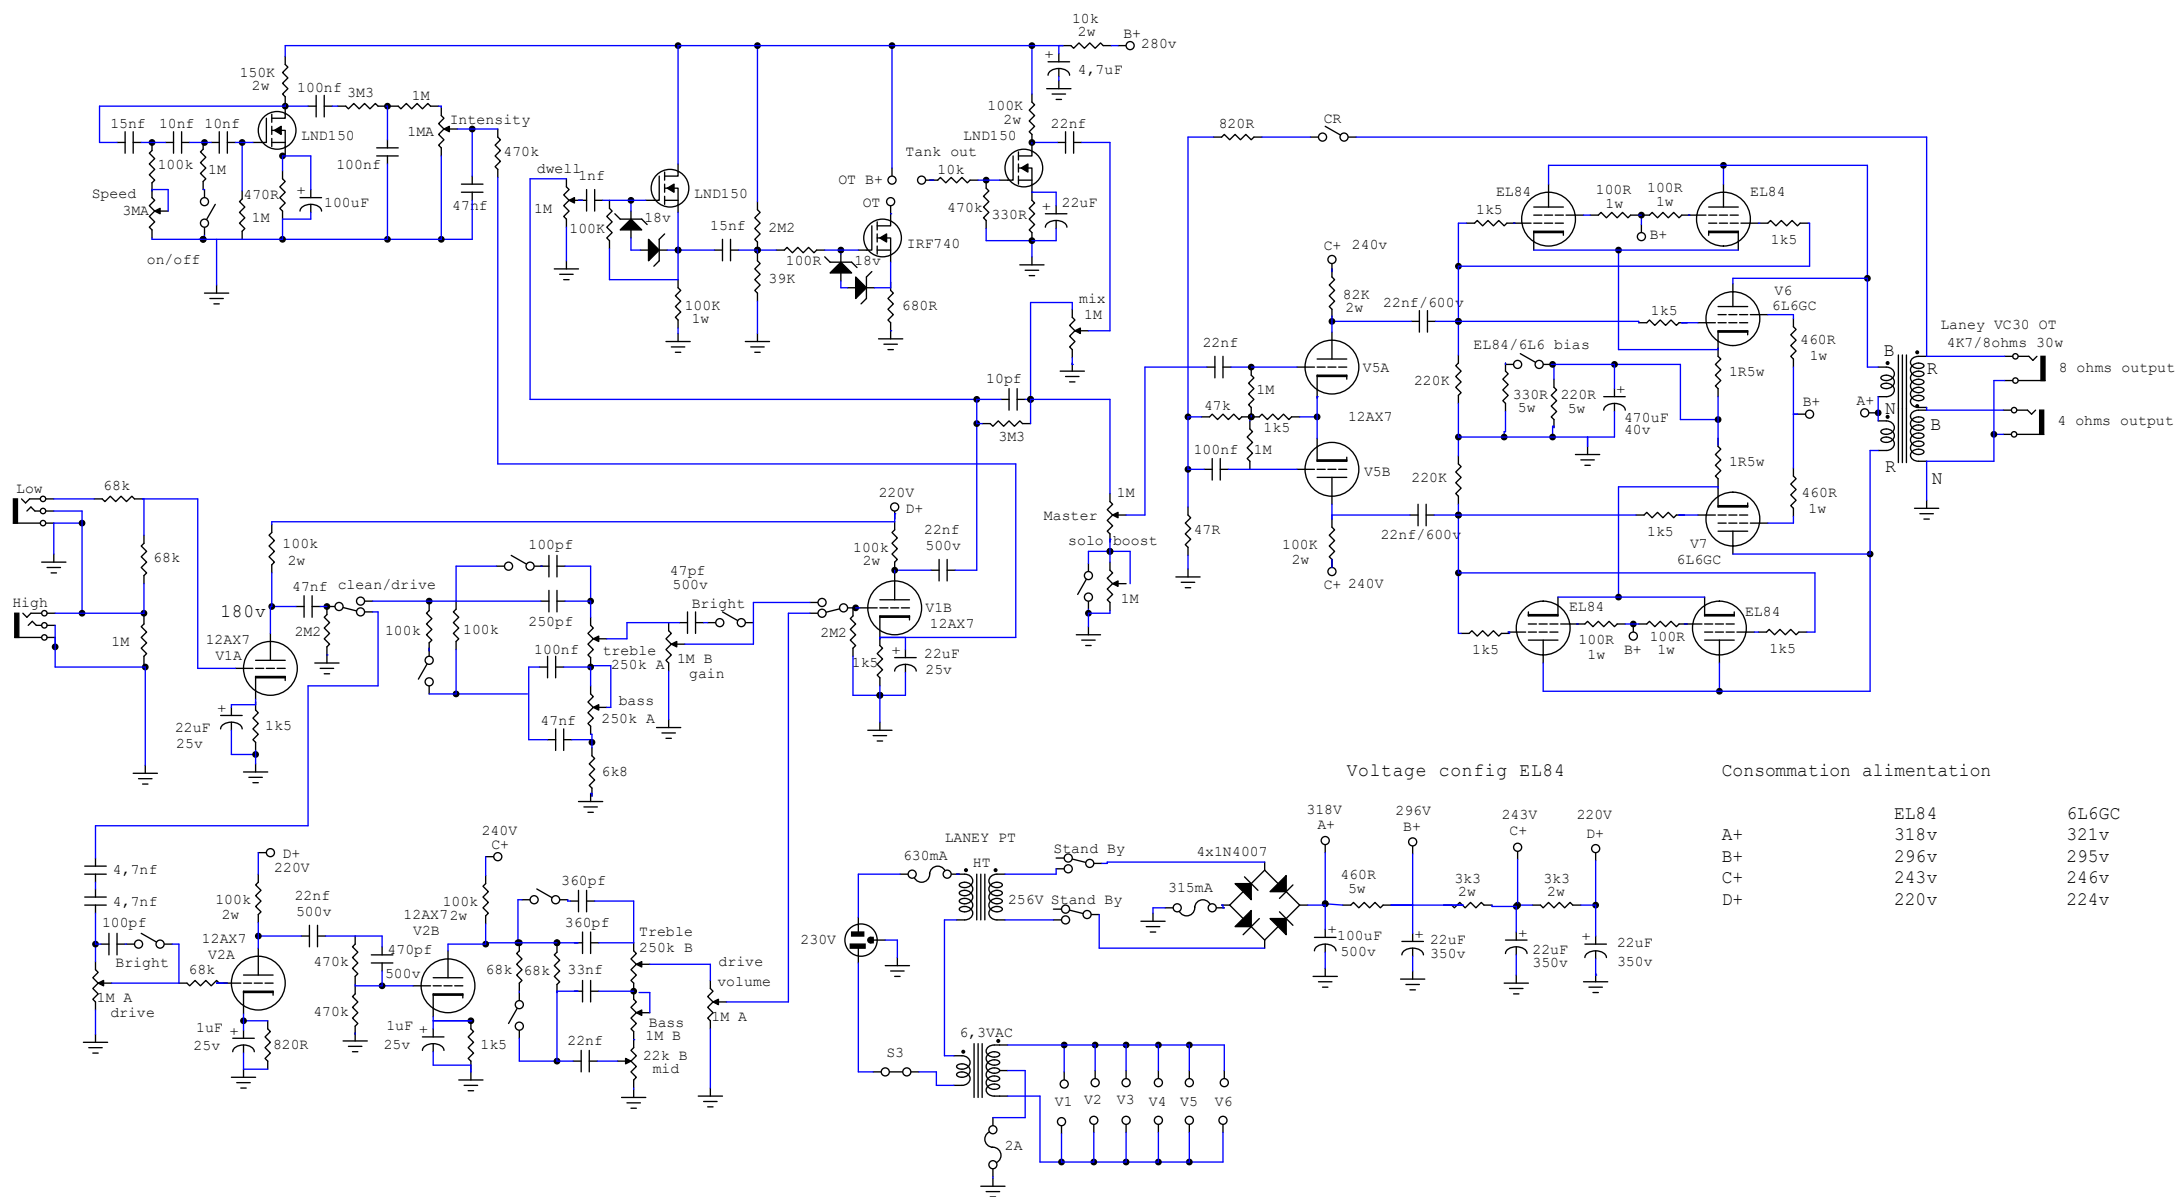 10k
2w
B+
280v
+
4,7uF
150K
2w
100nf
3M3
1M
Intensity
1MA
LND150
15nf
10nf
10nf
100k
1M
470R
1M
+
100uF
100nf
47nf
470k
Speed
3MA
on/off
dwell
1nf
1M
100K
18v
LND150
15nf
2M2
39K
100R
18v
100K
1w
OT B+
OT
IRF740
680R
Tank out
10k
470k
330R
100K
2w
LND150
22nf
+
22uF
mix
1M
10pf
3M3
820R
CR
C+ 240v
82K
2w
22nf/600v
22nf
V5A
1M
47k
1k5
12AX7
1M
100nf
V5B
100K
2w
C+ 240V
22nf/600v
47R
1M
Master
solo boost
1M
EL84
100R
1w
100R
1w
EL84
1k5
1k5
B+
V6
6L6GC
1k5
460R
1w
EL84/6L6 bias
220K
330R
5w
220R
5w
+
470uF
40v
1R5w
B+
1R5w
220K
460R
1w
1k5
V7
6L6GC
EL84
EL84
1k5
100R
1w
B+
100R
1w
1k5
Laney VC30 OT
4K7/8ohms 30w
B
R
A+
N
B
R
N
8 ohms output
4 ohms output
Low
68k
68k
High
1M
100k
2w
180v
47nf
clean/drive
2M2
12AX7
V1A
+
22uF
25v
1k5
100pf
250pf
100k
100k
100nf
treble
250k A
bass
250k A
47nf
6k8
47pf
500v
Bright
1M B
gain
220V
D+
100k
2w
22nf
500v
V1B
12AX7
2M2
1k5
+
22uF
25v
4,7nf
4,7nf
100pf
Bright
68k
1M A
drive
D+
220V
100k
2w
22nf
500v
12AX7
V2A
1uF
25v
+
820R
470k
470k
470pf
500v
240V
C+
100k
2w
12AX7
V2B
1uF
25v
+
1k5
360pf
360pf
68k
68k
33nf
22nf
Treble
250k B
Bass
1M B
22k B
mid
drive
volume
1M A
LANEY PT
630mA
HT
256V
Stand By
Stand By
230V
4x1N4007
315mA
S3
6,3VAC
2A
V1
V2
V3
V4
V5
V6
Voltage config EL84
318V
A+
296V
B+
243V
C+
220V
D+
460R
5w
3k3
2w
3k3
2w
+
100uF
500v
+
22uF
350v
+
22uF
350v
+
22uF
350v
Consommation alimentation
EL84 6L6GC
A+ 318v 321v
B+ 296v 295v
C+ 243v 246v
D+ 220v 224v